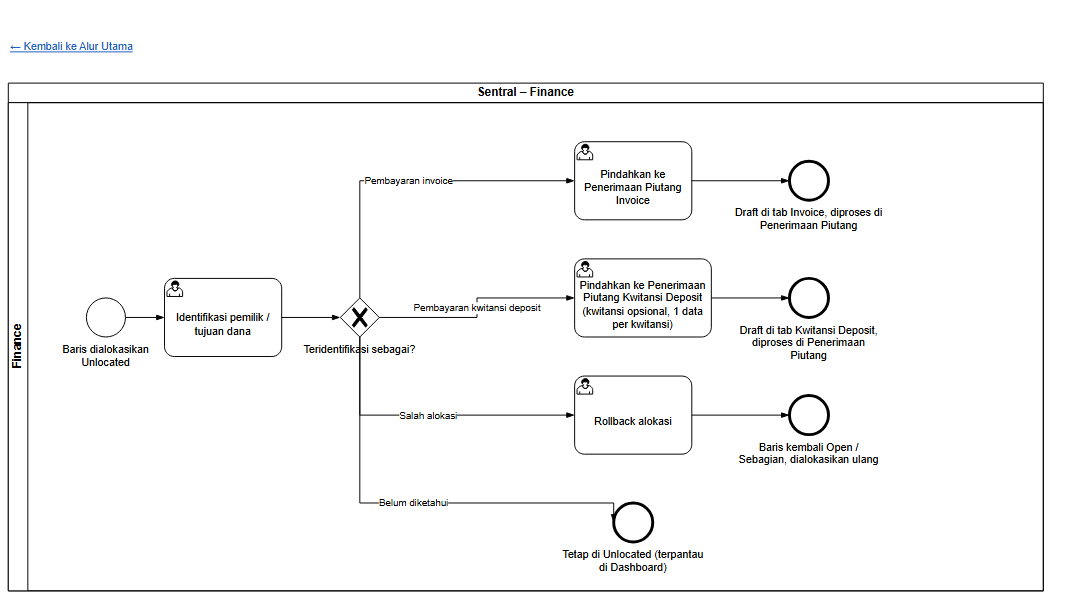 ← Kembali ke Alur Utama
Sentral – Finance
Finance
Baris dialokasikan
Unlocated
Identifikasi pemilik /
tujuan dana
Teridentifikasi sebagai?
Pembayaran invoice
Pindahkan ke
Penerimaan Piutang
Invoice
Draft di tab Invoice, diproses di
Penerimaan Piutang
Pembayaran kwitansi deposit
Pindahkan ke Penerimaan
Piutang Kwitansi Deposit
(kwitansi opsional, 1 data
per kwitansi)
Draft di tab Kwitansi Deposit,
diproses di Penerimaan
Piutang
Salah alokasi
Rollback alokasi
Baris kembali Open /
Sebagian, dialokasikan ulang
Belum diketahui
Tetap di Unlocated (terpantau
di Dashboard)